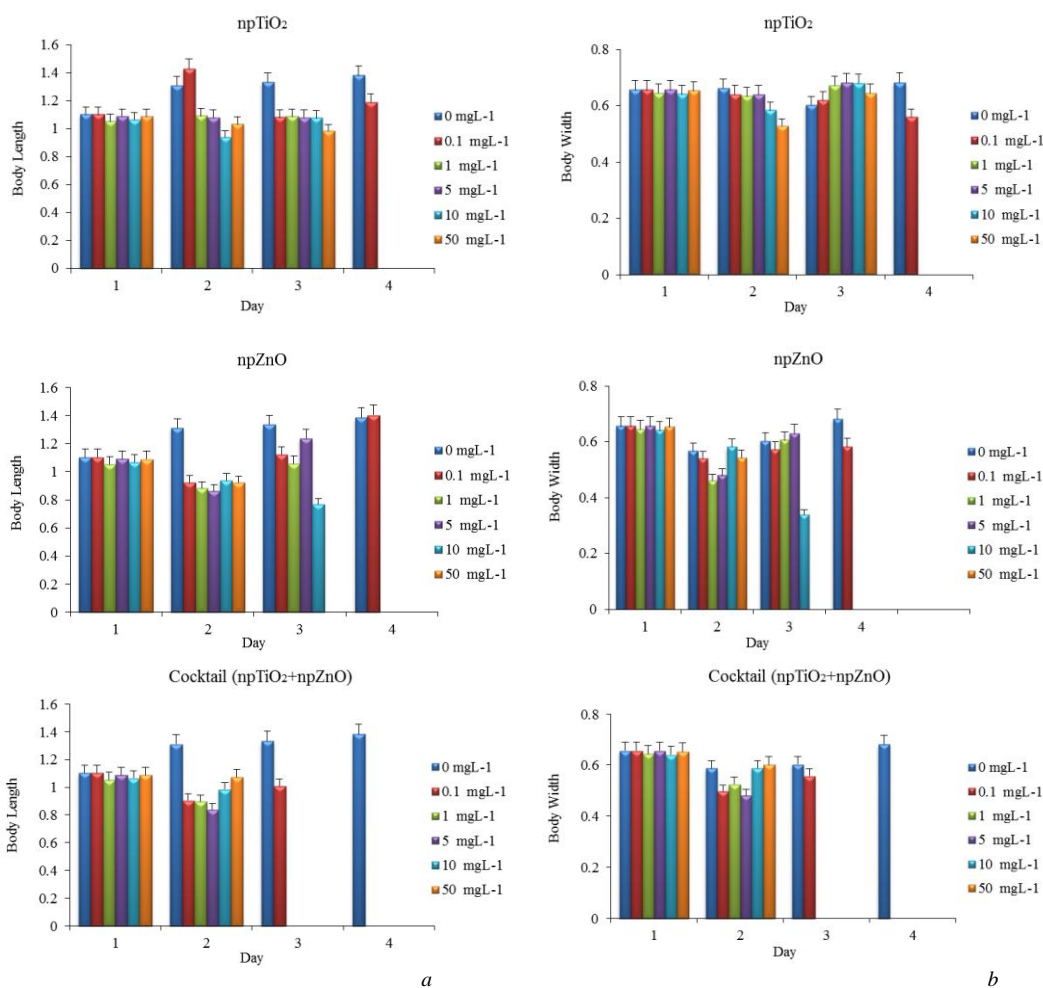 npTiO₂
1.6
1.4
1.2
1
0.8
0.6
0.4
0.2
0
Body Length
1 2 3 4
Day
0 mgL-1
0.1 mgL-1
1 mgL-1
5 mgL-1
10 mgL-1
50 mgL-1
npTiO₂
0.8
0.6
0.4
0.2
0
Body Width
1 2 3 4
Day
0 mgL-1
0.1 mgL-1
1 mgL-1
5 mgL-1
10 mgL-1
50 mgL-1
npZnO
1.6
1.4
1.2
1
0.8
0.6
0.4
0.2
0
Body Length
1 2 3 4
Day
0 mgL-1
0.1 mgL-1
1 mgL-1
5 mgL-1
10 mgL-1
50 mgL-1
npZnO
0.8
0.6
0.4
0.2
0
Body Width
1 2 3 4
Day
0 mgL-1
0.1 mgL-1
1 mgL-1
5 mgL-1
10 mgL-1
50 mgL-1
Cocktail (npTiO₂+npZnO)
1.6
1.4
1.2
1
0.8
0.6
0.4
0.2
0
Body Length
1 2 3 4
Day
0 mgL-1
0.1 mgL-1
1 mgL-1
5 mgL-1
10 mgL-1
50 mgL-1
a
Cocktail (npTiO₂+npZnO)
0.8
0.6
0.4
0.2
0
Body Width
1 2 3 4
Day
0 mgL-1
0.1 mgL-1
1 mgL-1
5 mgL-1
10 mgL-1
50 mgL-1
b